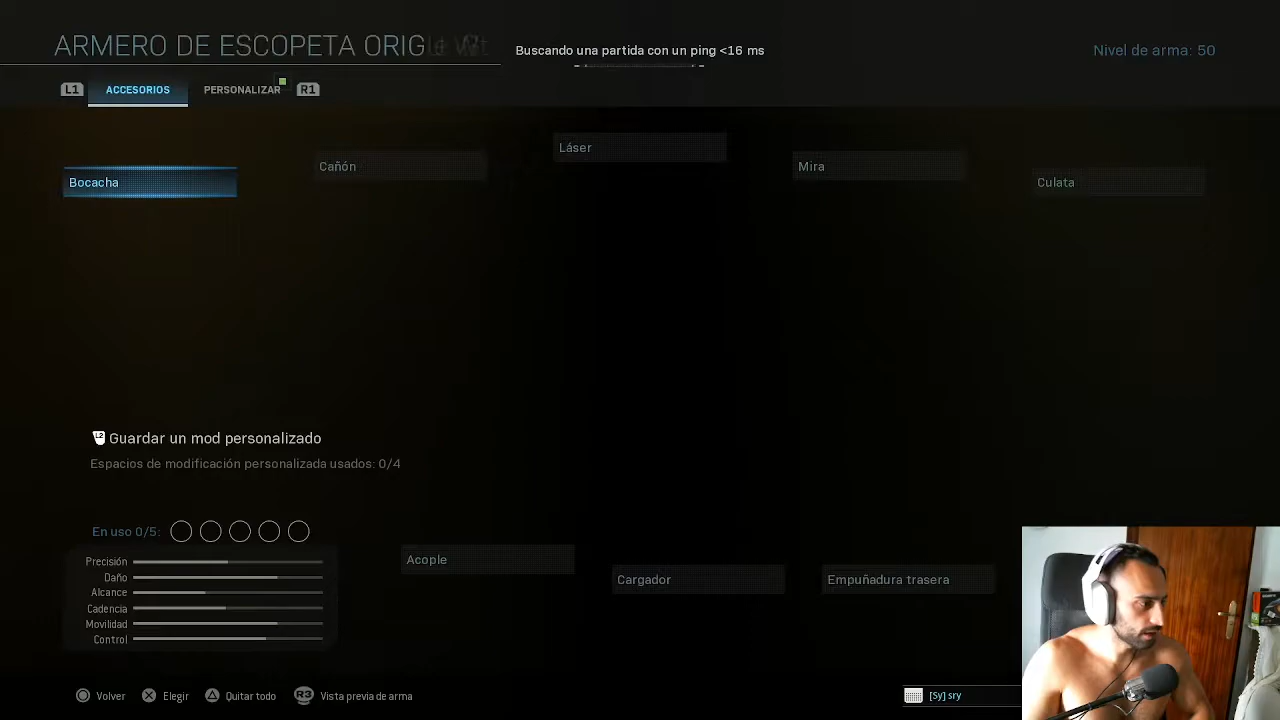 ARMERO DE ESCOPETA ORIG
Buscando una partida con un ping <16 ms
Nivel de arma: 50
L1 ACCESORIOS PERSONALIZAR R1
Láser
Cañón
Mira
Bocacha
Culata
L2 Guardar un mod personalizado
Espacios de modificación personalizada usados: 0/4
En uso 0/5:
Precisión
Daño
Alcance
Cadencia
Movilidad
Control
Acople
Cargador
Empuñadura trasera
Volver Elegir Quitar todo R3 Vista previa de arma
[Sy] sry